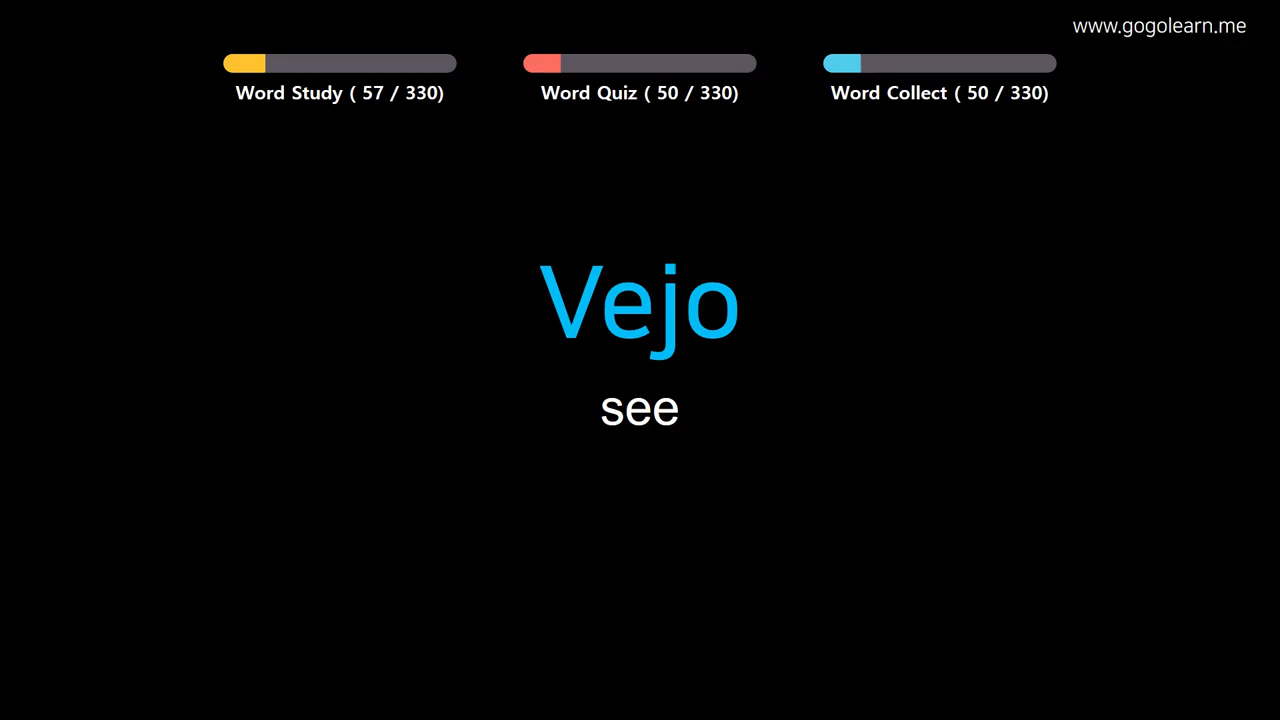 www.gogolearn.me
Word Study ( 57 / 330)
Word Quiz ( 50 / 330)
Word Collect ( 50 / 330)
Vejo
see